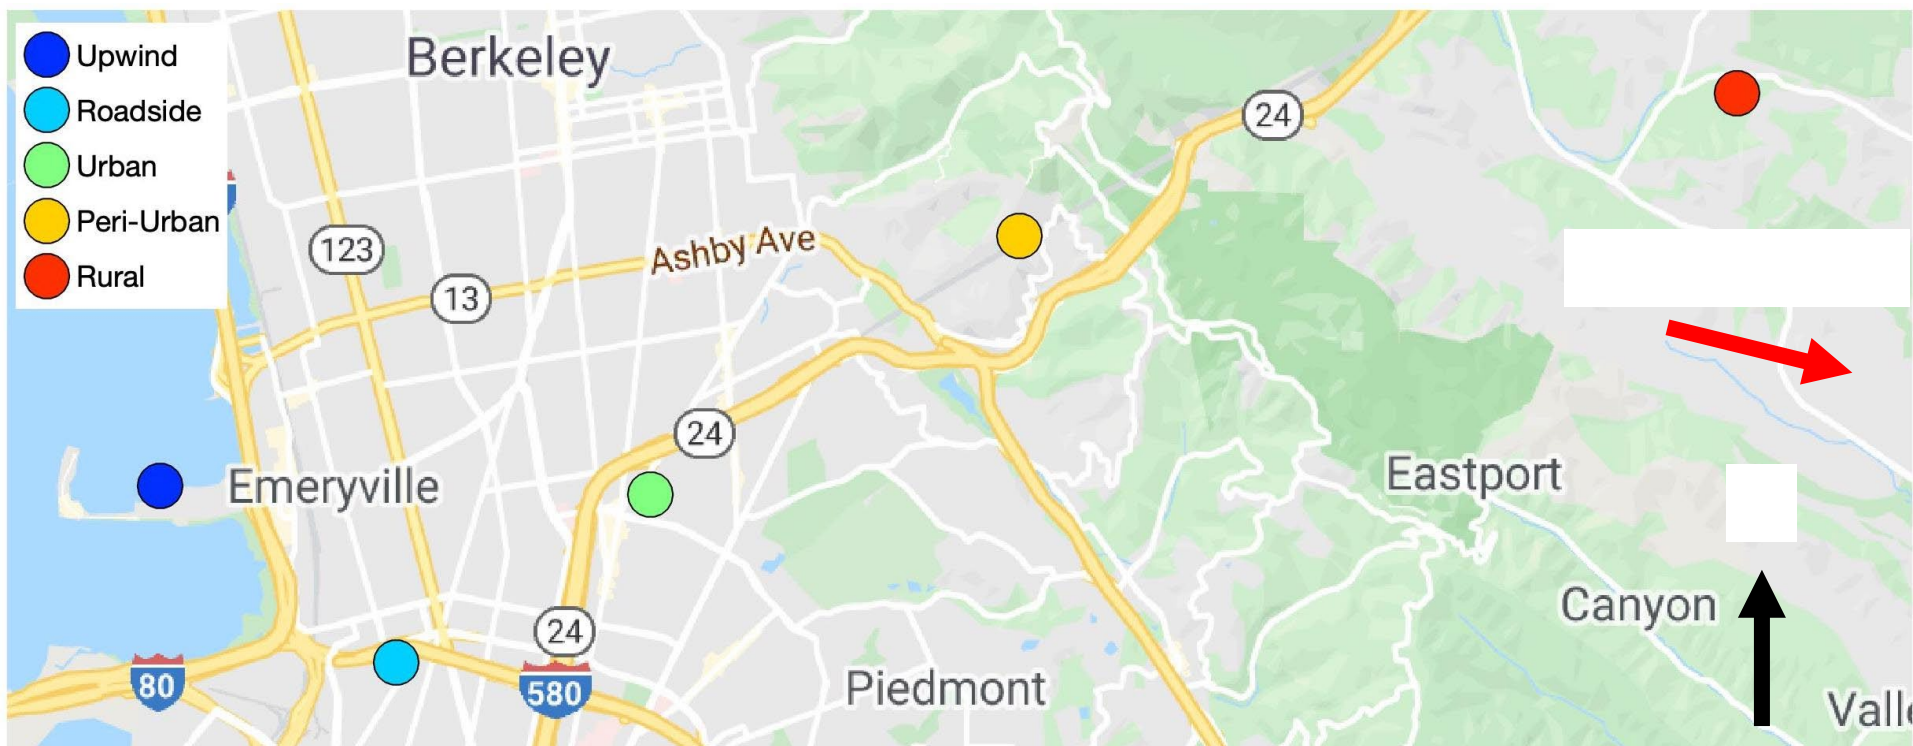 Upwind
Roadside
Urban
Peri-Urban
Rural
Berkeley
24
123
Ashby Ave
13
24
Emeryville
Eastport
Canyon
24
80
580
Piedmont
Valle